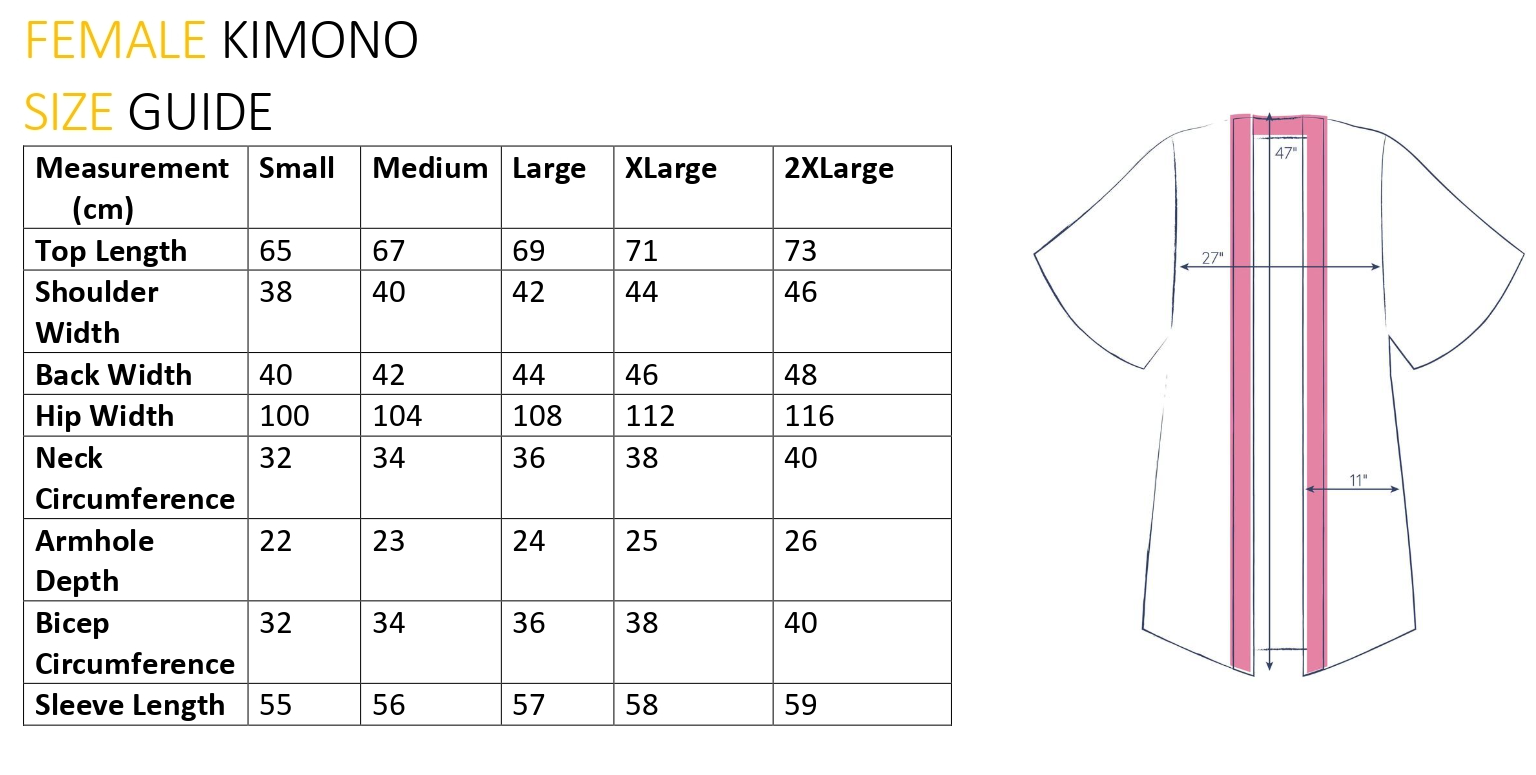 FEMALE KIMONO
SIZE GUIDE
Measurement Small Medium Large XLarge 2XLarge
(cm)
Top Length 65 67 69 71 73
Shoulder 38 40 42 44 46
Width
Back Width 40 42 44 46 48
Hip Width 100 104 108 112 116
Neck 32 34 36 38 40
Circumference
Armhole 22 23 24 25 26
Depth
Bicep 32 34 36 38 40
Circumference
Sleeve Length 55 56 57 58 59
47"
27"
11"